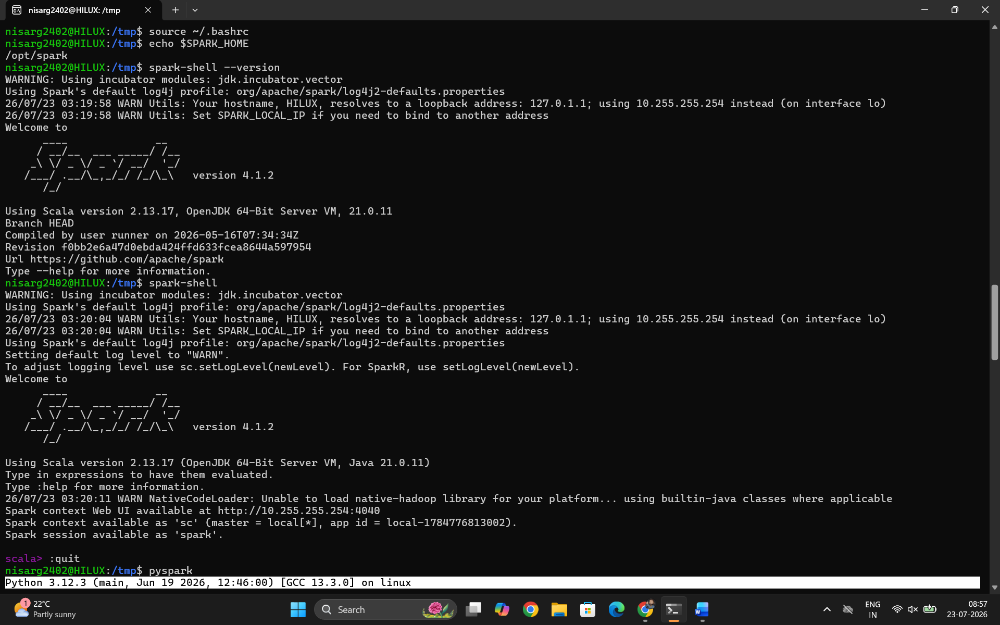 nisarg2402@HILUX: /tmp
nisarg2402@HILUX:/tmp$ source ~/.bashrc
nisarg2402@HILUX:/tmp$ echo $SPARK_HOME
/opt/spark
nisarg2402@HILUX:/tmp$ spark-shell --version
WARNING: Using incubator modules: jdk.incubator.vector
Using Spark's default log4j profile: org/apache/spark/log4j2-defaults.properties
26/07/23 03:19:58 WARN Utils: Your hostname, HILUX, resolves to a loopback address: 127.0.1.1; using 10.255.255.254 instead (on interface lo)
26/07/23 03:19:58 WARN Utils: Set SPARK_LOCAL_IP if you need to bind to another address
Welcome to
      ____              __
     / __/__  ___ _____/ /__
    _\ \/ _ \/ _ `/ __/  '_/
   /___/ .__/\_,_/_/ /_/\_\   version 4.1.2
      /_/
Using Scala version 2.13.17, OpenJDK 64-Bit Server VM, 21.0.11
Branch HEAD
Compiled by user runner on 2026-05-16T07:34:34Z
Revision f0bb2e6a47d0ebda424ffd633fcea8644a597954
Url https://github.com/apache/spark
Type --help for more information.
nisarg2402@HILUX:/tmp$ spark-shell
WARNING: Using incubator modules: jdk.incubator.vector
Using Spark's default log4j profile: org/apache/spark/log4j2-defaults.properties
26/07/23 03:20:04 WARN Utils: Your hostname, HILUX, resolves to a loopback address: 127.0.1.1; using 10.255.255.254 instead (on interface lo)
26/07/23 03:20:04 WARN Utils: Set SPARK_LOCAL_IP if you need to bind to another address
Using Spark's default log4j profile: org/apache/spark/log4j2-defaults.properties
Setting default log level to "WARN".
To adjust logging level use sc.setLogLevel(newLevel). For SparkR, use setLogLevel(newLevel).
Welcome to
      ____              __
     / __/__  ___ _____/ /__
    _\ \/ _ \/ _ `/ __/  '_/
   /___/ .__/\_,_/_/ /_/\_\   version 4.1.2
      /_/
Using Scala version 2.13.17 (OpenJDK 64-Bit Server VM, Java 21.0.11)
Type in expressions to have them evaluated.
Type :help for more information.
26/07/23 03:20:11 WARN NativeCodeLoader: Unable to load native-hadoop library for your platform... using builtin-java classes where applicable
Spark context Web UI available at http://10.255.255.254:4040
Spark context available as 'sc' (master = local[*], app id = local-1784776813002).
Spark session available as 'spark'.
scala> :quit
nisarg2402@HILUX:/tmp$ pyspark
Python 3.12.3 (main, Jun 19 2026, 12:46:00) [GCC 13.3.0] on linux
1
22°C
Partly sunny
Search
ENG
IN
08:57
23-07-2026